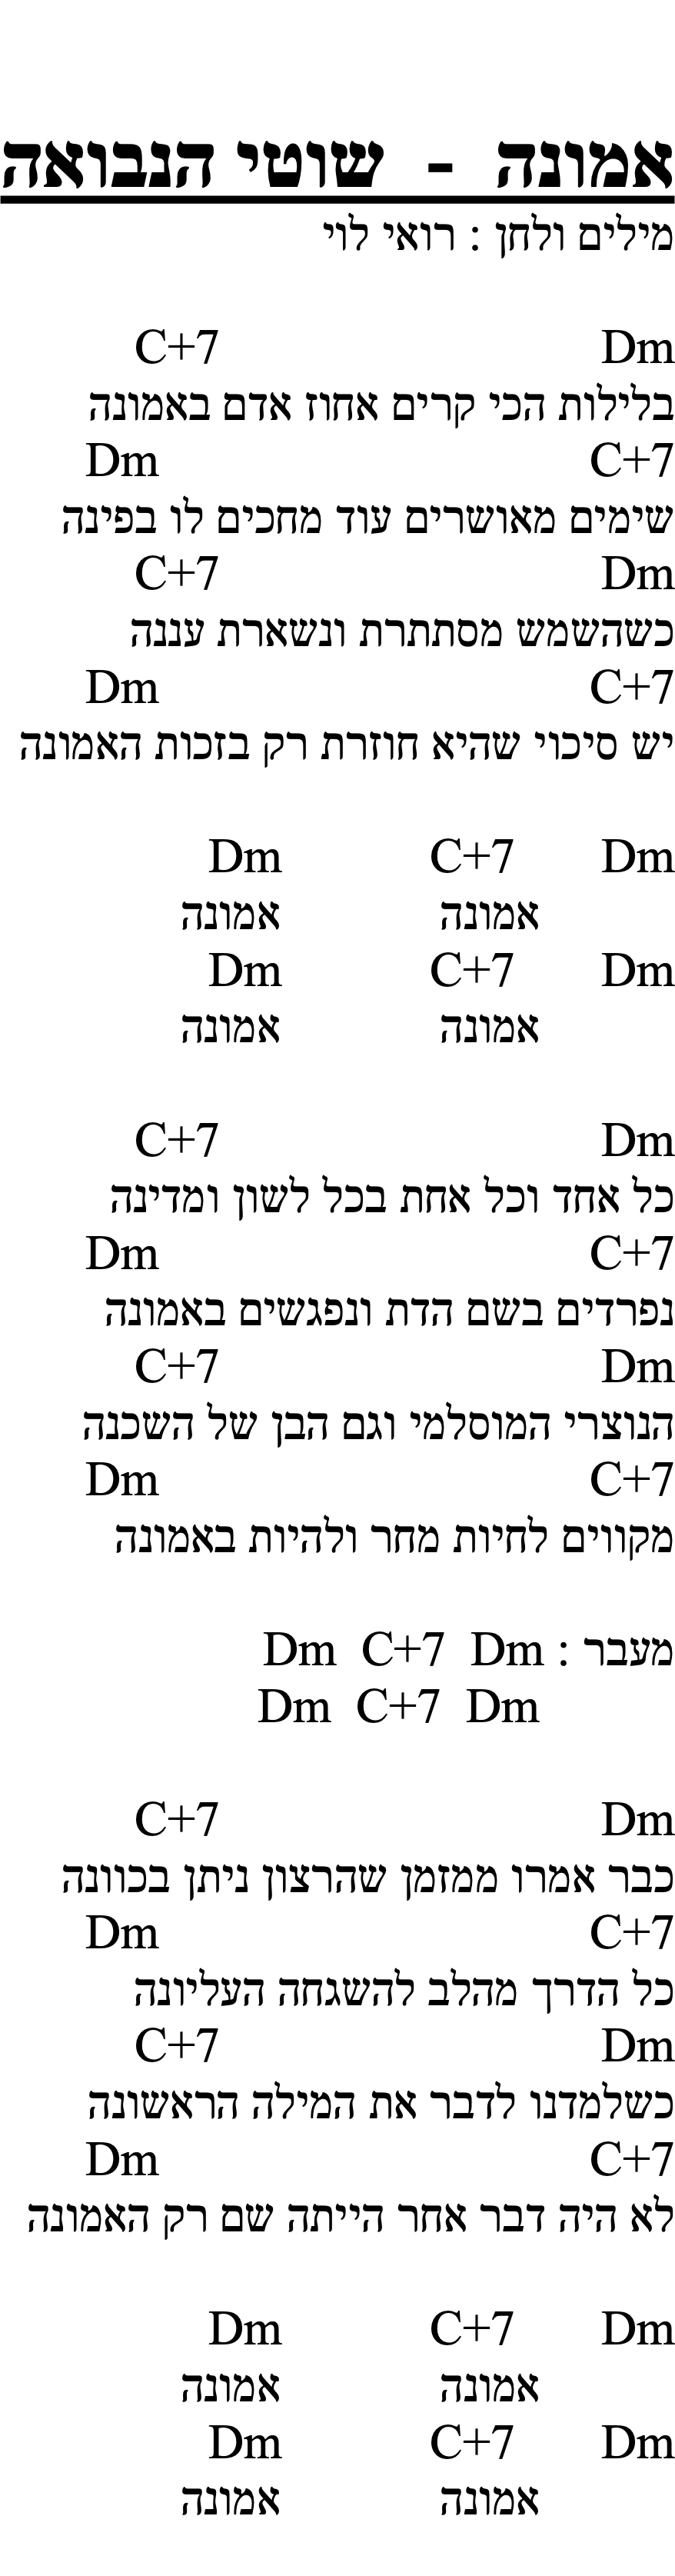 אמונה - שוטי הנבואה
מילים ולחן : רואי לוי
Dm C+7
בלילות הכי קרים אחוז אדם באמונה
C+7 Dm
שימים מאושרים עוד מחכים לו בפינה
Dm C+7
כשהשמש מסתתרת ונשארת עננה
C+7 Dm
יש סיכוי שהיא חוזרת רק בזכות האמונה
Dm C+7 Dm
אמונה אמונה
Dm C+7 Dm
אמונה אמונה
Dm C+7
כל אחד וכל אחת בכל לשון ומדינה
C+7 Dm
נפרדים בשם הדת ונפגשים באמונה
Dm C+7
הנוצרי המוסלמי וגם הבן של השכנה
C+7 Dm
מקווים לחיות מחר ולהיות באמונה
מעבר : Dm C+7 Dm
Dm C+7 Dm
Dm C+7
כבר אמרו ממזמן שהרצון ניתן בכוונה
C+7 Dm
כל הדרך מהלב להשגחה העליונה
Dm C+7
כשלמדנו לדבר את המילה הראשונה
C+7 Dm
לא היה דבר אחר הייתה שם רק האמונה
Dm C+7 Dm
אמונה אמונה
Dm C+7 Dm
אמונה אמונה